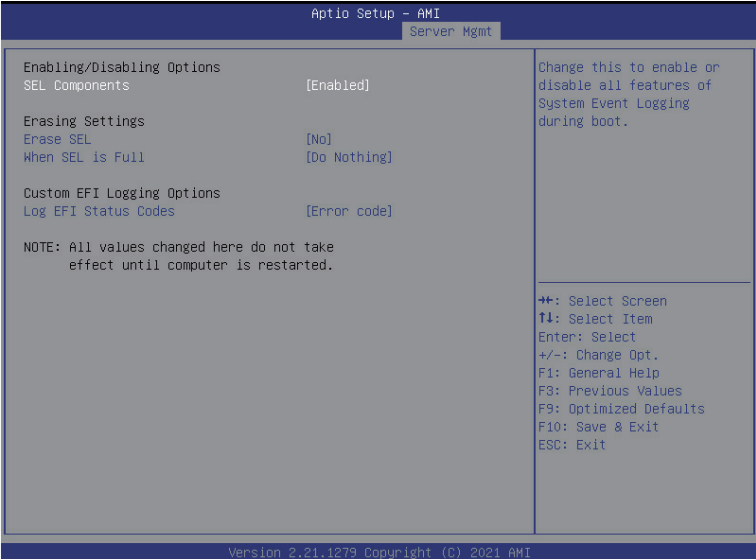 Aptio Setup – AMI
Server Mgmt
Enabling/Disabling Options
SEL Components [Enabled]
Erasing Settings
Erase SEL [No]
When SEL is Full [Do Nothing]
Custom EFI Logging Options
Log EFI Status Codes [Error code]
NOTE: All values changed here do not take
effect until computer is restarted.
Change this to enable or
disable all features of
System Event Logging
during boot.
→←: Select Screen
↑↓: Select Item
Enter: Select
+/-: Change Opt.
F1: General Help
F3: Previous Values
F9: Optimized Defaults
F10: Save & Exit
ESC: Exit
Version 2.21.1279 Copyright (C) 2021 AMI